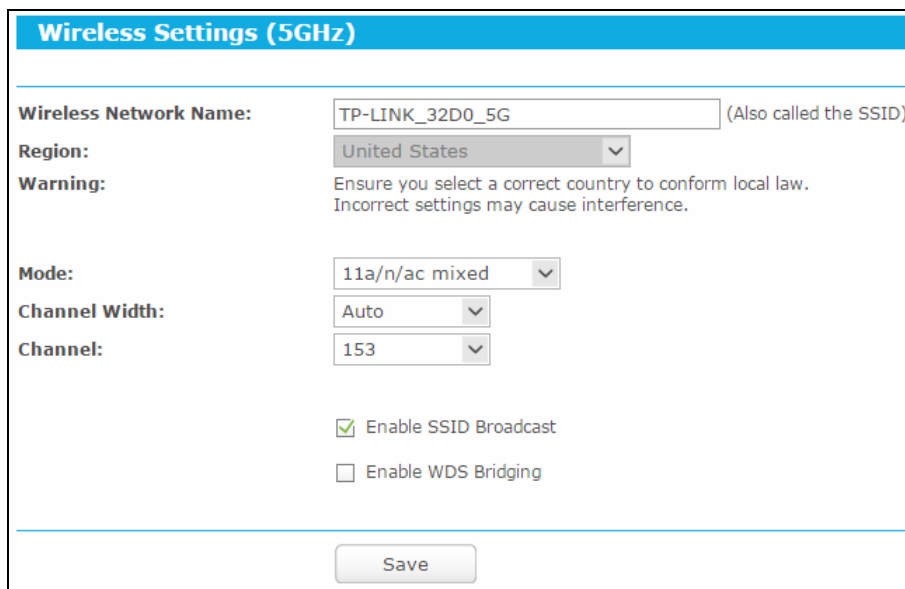 Wireless Settings (5GHz)
Wireless Network Name: TP-LINK_32D0_5G (Also called the SSID)
Region: United States
Warning: Ensure you select a correct country to conform local law.
Incorrect settings may cause interference.
Mode: 11a/n/ac mixed
Channel Width: Auto
Channel: 153
Enable SSID Broadcast
Enable WDS Bridging
Save